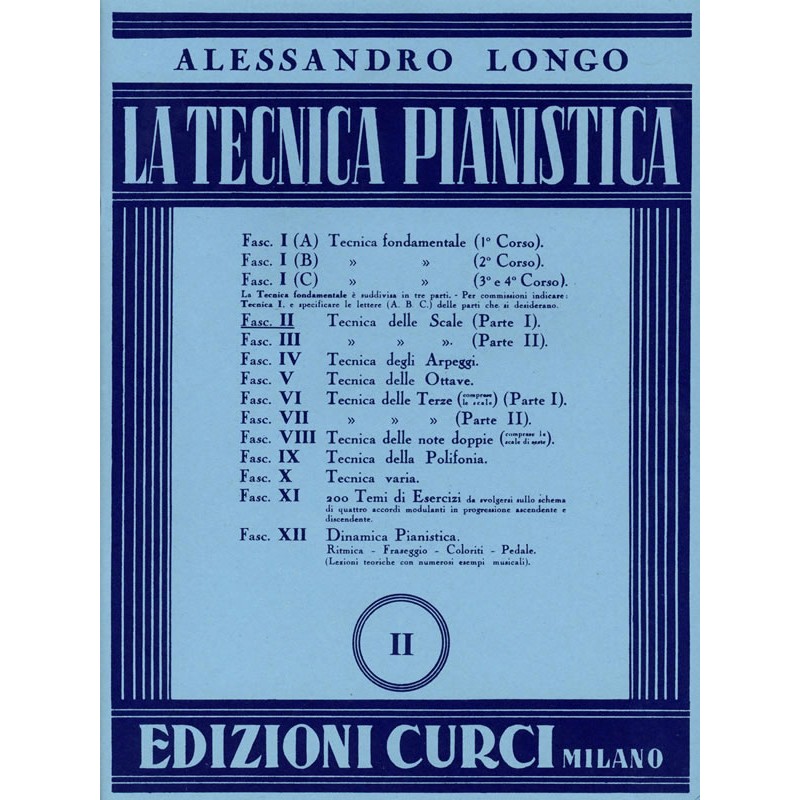 ALESSANDRO LONGO
LA TECNICA PIANISTICA
Fasc. I (A) Tecnica fondamentale (1º Corso).
Fasc. I (B) » » (2º Corso).
Fasc. I (C) » » (3º e 4º Corso).
La Tecnica fondamentale è suddivisa in tre parti. - Per commissioni indicare:
Tecnica I. e specificare le lettere (A. B. C.) delle parti che si desiderano.
Fasc. II Tecnica delle Scale (Parte I).
Fasc. III » » ». (Parte II).
Fasc. IV Tecnica degli Arpeggi.
Fasc. V Tecnica delle Ottave.
Fasc. VI Tecnica delle Terze (comprese le scale) (Parte I).
Fasc. VII » » » (Parte II).
Fasc. VIII Tecnica delle note doppie (comprese le scale di seste).
Fasc. IX Tecnica della Polifonia.
Fasc. X Tecnica varia.
Fasc. XI 200 Temi di Esercizi da svolgersi sullo schema
di quattro accordi modulanti in progressione ascendente e
discendente.
Fasc. XII Dinamica Pianistica.
Ritmica - Fraseggio - Coloriti - Pedale.
(Lezioni teoriche con numerosi esempi musicali).
II
EDIZIONI CURCI MILANO